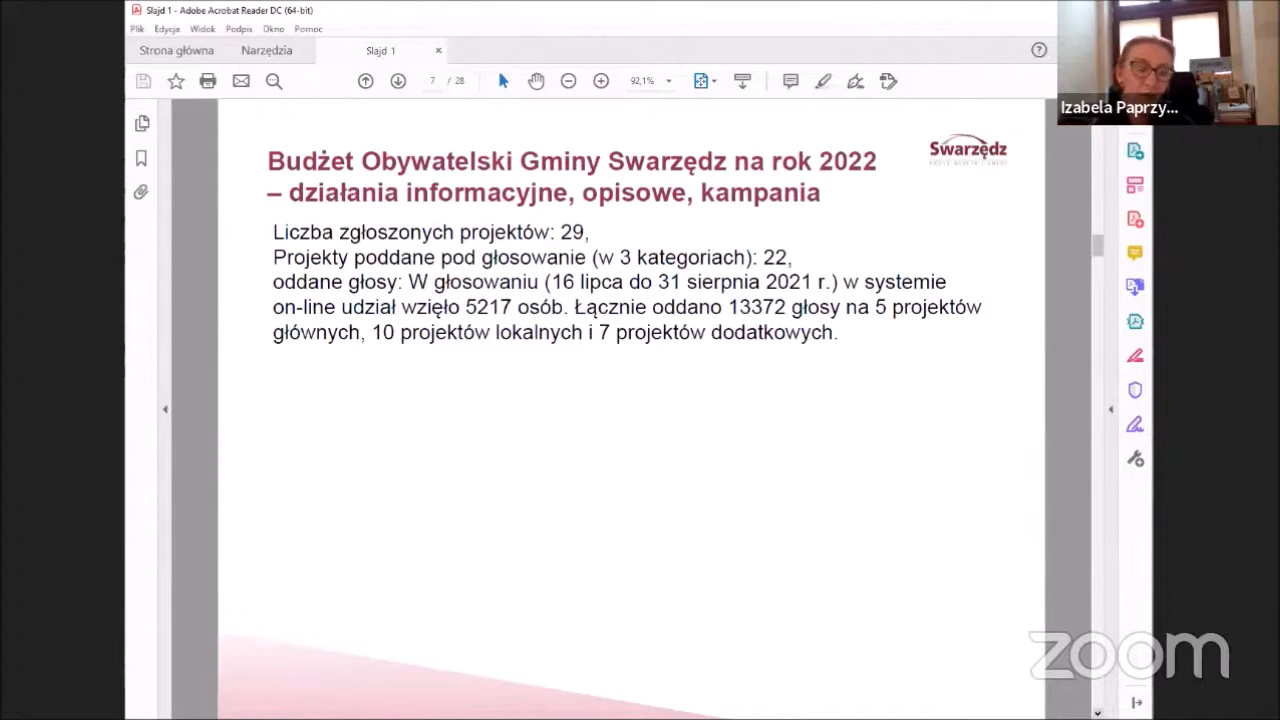 Slajd 1 - Adobe Acrobat Reader DC (64-bit)
Plik Edycja Widok Podpis Okno Pomoc
Strona główna Narzędzia Slajd 1
7 / 28 92,1%
Izabela Paprzy...
Swarzędz
Budżet Obywatelski Gminy Swarzędz na rok 2022
– działania informacyjne, opisowe, kampania
Liczba zgłoszonych projektów: 29,
Projekty poddane pod głosowanie (w 3 kategoriach): 22,
oddane głosy: W głosowaniu (16 lipca do 31 sierpnia 2021 r.) w systemie
on-line udział wzięło 5217 osób. Łącznie oddano 13372 głosy na 5 projektów
głównych, 10 projektów lokalnych i 7 projektów dodatkowych.
zoom